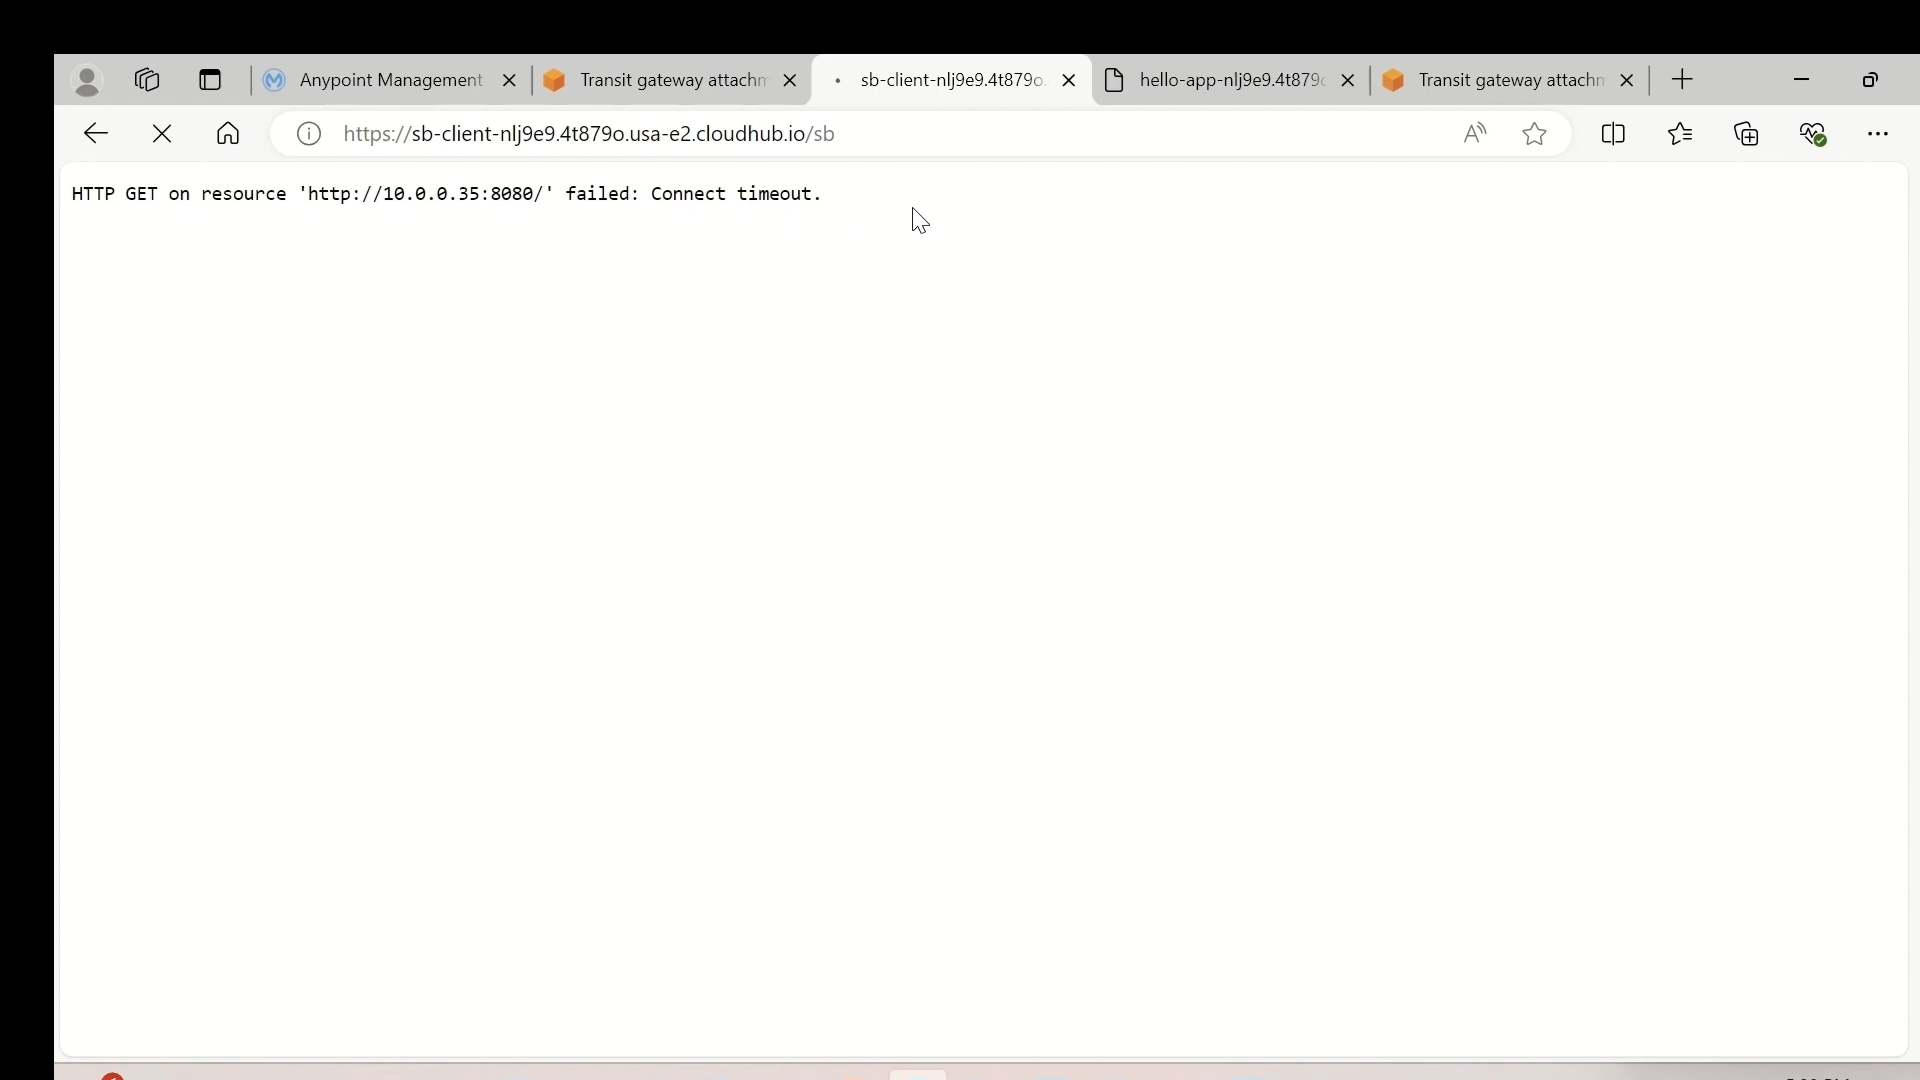 Anypoint Management
Transit gateway attachm
sb-client-nlj9e9.4t879o.
hello-app-nlj9e9.4t879o
Transit gateway attachm
https://sb-client-nlj9e9.4t879o.usa-e2.cloudhub.io/sb
HTTP GET on resource 'http://10.0.0.35:8080/' failed: Connect timeout.